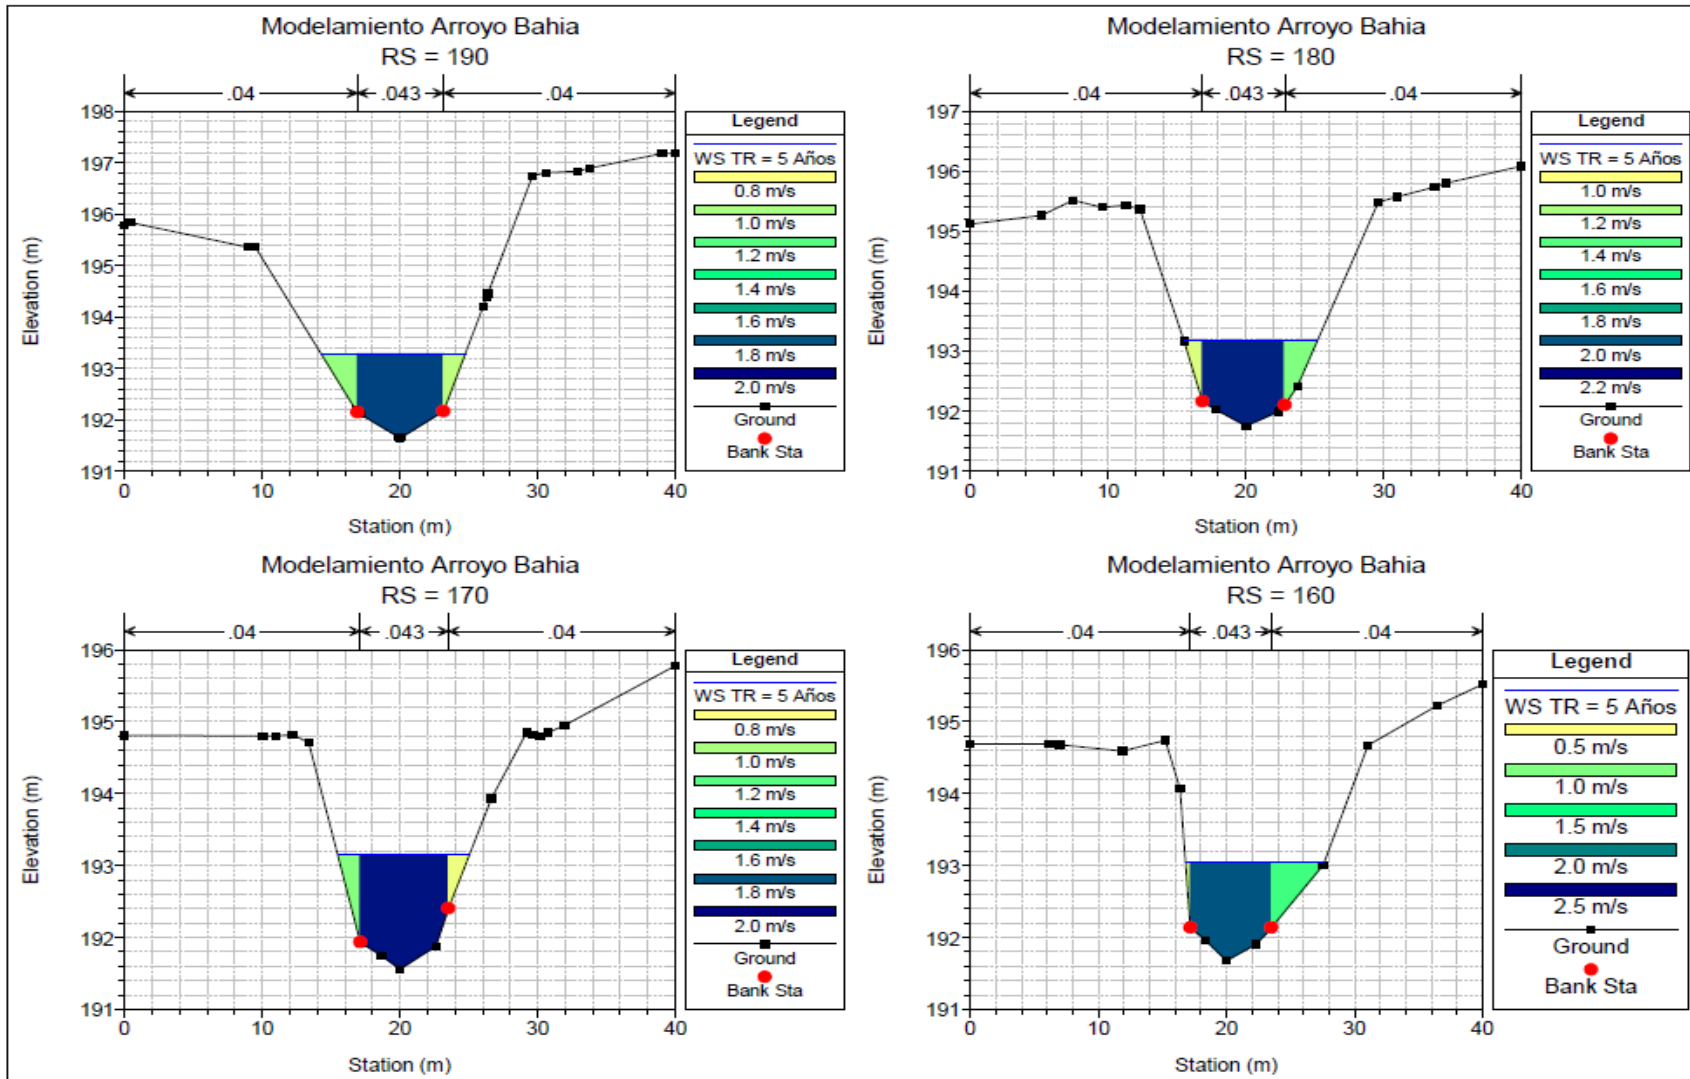 Modelamiento Arroyo Bahia
RS = 190
.04 .043 .04
198
197
196
195
194
193
192
191
Elevation (m)
0 10 20 30 40
Station (m)
Legend
WS TR = 5 Años
0.8 m/s
1.0 m/s
1.2 m/s
1.4 m/s
1.6 m/s
1.8 m/s
2.0 m/s
Ground
Bank Sta
Modelamiento Arroyo Bahia
RS = 180
.04 .043 .04
197
196
195
194
193
192
191
Elevation (m)
0 10 20 30 40
Station (m)
Legend
WS TR = 5 Años
1.0 m/s
1.2 m/s
1.4 m/s
1.6 m/s
1.8 m/s
2.0 m/s
2.2 m/s
Ground
Bank Sta
Modelamiento Arroyo Bahia
RS = 170
.04 .043 .04
196
195
194
193
192
191
Elevation (m)
0 10 20 30 40
Station (m)
Legend
WS TR = 5 Años
0.8 m/s
1.0 m/s
1.2 m/s
1.4 m/s
1.6 m/s
1.8 m/s
2.0 m/s
Ground
Bank Sta
Modelamiento Arroyo Bahia
RS = 160
.04 .043 .04
196
195
194
193
192
191
Elevation (m)
0 10 20 30 40
Station (m)
Legend
WS TR = 5 Años
0.5 m/s
1.0 m/s
1.5 m/s
2.0 m/s
2.5 m/s
Ground
Bank Sta